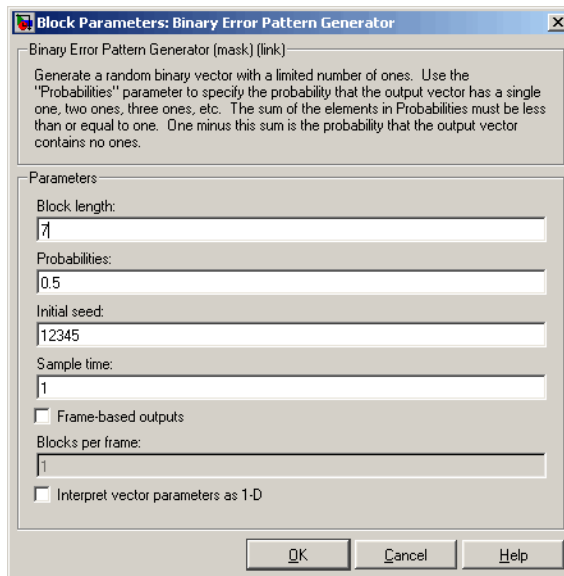 Block Parameters: Binary Error Pattern Generator
Binary Error Pattern Generator (mask) (link)
Generate a random binary vector with a limited number of ones. Use the
"Probabilities" parameter to specify the probability that the output vector has a single
one, two ones, three ones, etc. The sum of the elements in Probabilities must be less
than or equal to one. One minus this sum is the probability that the output vector
contains no ones.
Parameters
Block length:
7
Probabilities:
0.5
Initial seed:
12345
Sample time:
1
Frame-based outputs
Blocks per frame:
1
Interpret vector parameters as 1-D
OK Cancel Help